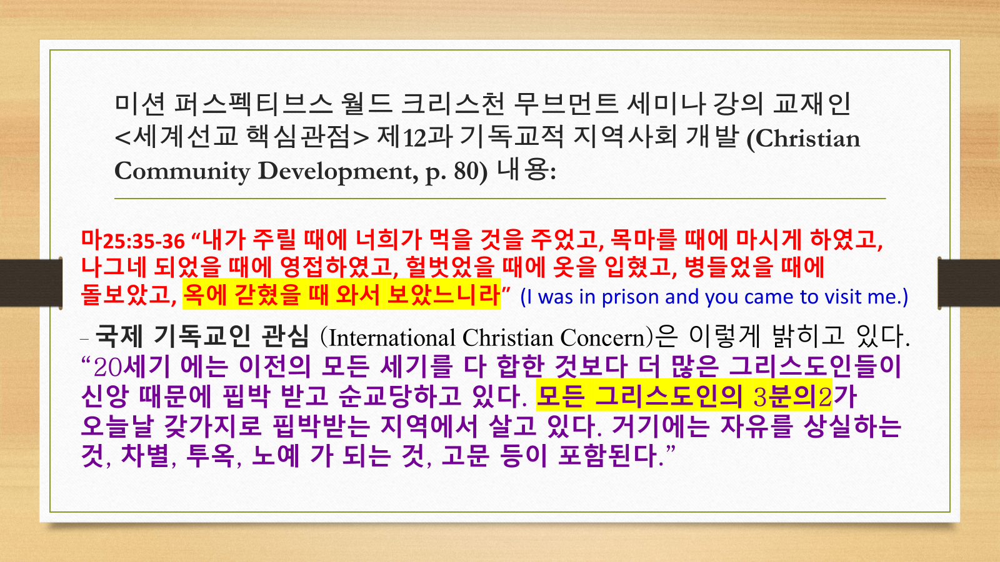 미션 퍼스펙티브스 월드 크리스천 무브먼트 세미나 강의 교재인
<세계선교 핵심관점> 제12과 기독교적 지역사회 개발 (Christian
Community Development, p. 80) 내용:
마25:35-36 “내가 주릴 때에 너희가 먹을 것을 주었고, 목마를 때에 마시게 하였고,
나그네 되었을 때에 영접하였고, 헐벗었을 때에 옷을 입혔고, 병들었을 때에
돌보았고, 옥에 갇혔을 때 와서 보았느니라” (I was in prison and you came to visit me.)
– 국제 기독교인 관심 (International Christian Concern)은 이렇게 밝히고 있다.
“20세기 에는 이전의 모든 세기를 다 합한 것보다 더 많은 그리스도인들이
신앙 때문에 핍박 받고 순교당하고 있다. 모든 그리스도인의 3분의2가
오늘날 갖가지로 핍박받는 지역에서 살고 있다. 거기에는 자유를 상실하는
것, 차별, 투옥, 노예 가 되는 것, 고문 등이 포함된다.”